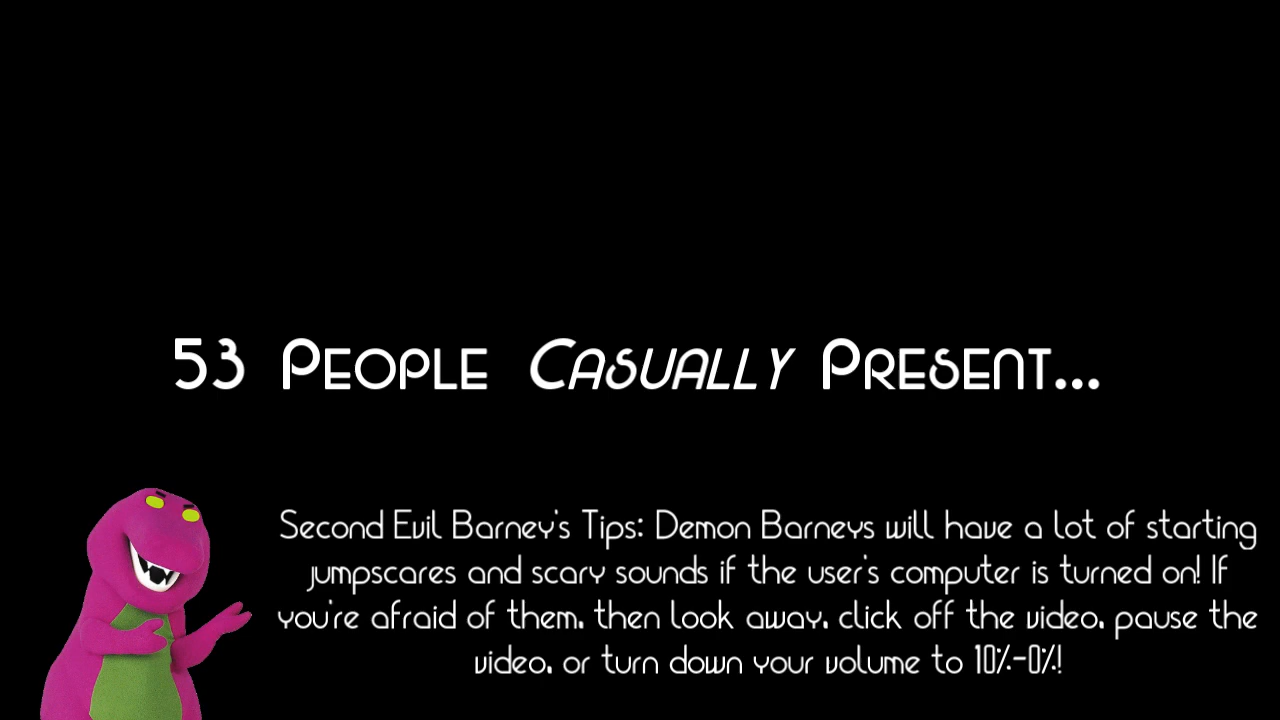 53 People Casually Present...
Second Evil Barney's Tips: Demon Barneys will have a lot of starting
jumpscares and scary sounds if the user's computer is turned on! If
you're afraid of them, then look away, click off the video, pause the
video, or turn down your volume to 10%-0%!